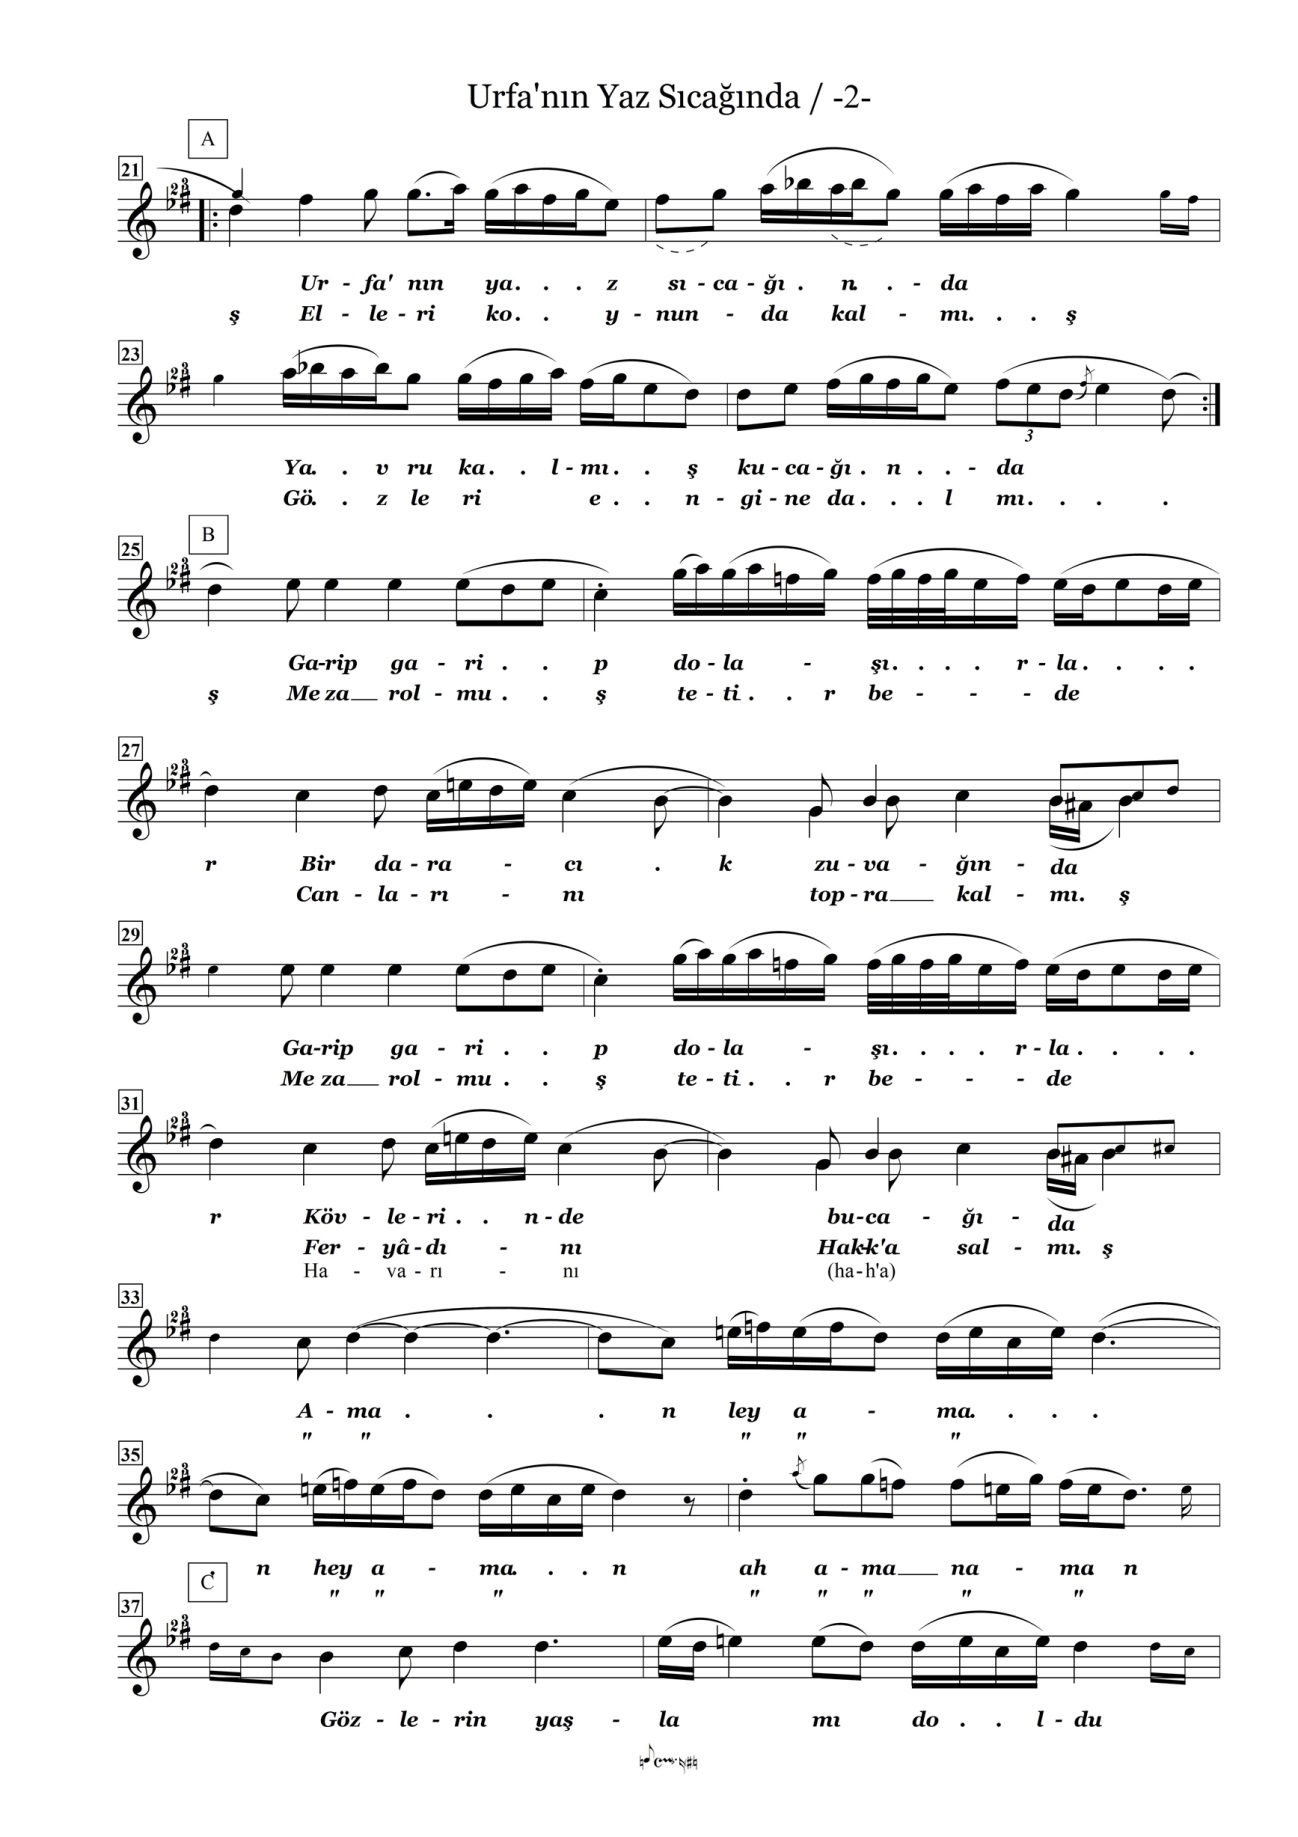 Urfa'nın Yaz Sıcağında / -2-
A
21
Ur - fa' nın ya . . . z sı - ca - ğı . n . . - da
ş El - le - ri ko . . y - nun - da kal - mı . . . ş
23
Ya . . v ru ka . . l - mı . . ş ku - ca - ğı . n . . - da
Gö . . z le ri e . . n - gi - ne da . . . l mı . . . .
B
25
Ga-rip ga - ri . . p do - la - şı . . . . r - la . . . .
ş Me za __ rol - mu . . ş te - ti . . r be - - - de
27
r Bir da - ra - cı . k zu - va - ğın - da
Can - la - rı - nı top - ra __ kal - mı . ş
29
Ga-rip ga - ri . . p do - la - şı . . . . r - la . . . .
Me za __ rol - mu . . ş te - ti . . r be - - - de
31
r Köv - le - ri . . n - de bu - ca - ğı - da
Fer - yâ - dı - nı Hak-k'a sal - mı . ş
Ha - va - rı - nı (ha-h'a)
33
A - ma . . . n ley a - ma . . . .
" " " " "
35
. n hey a - ma . . . n ah a - ma __ na - ma n
" " " " " " " "
C
37
3
Göz - le - rin yaş - la mı do . . l - du